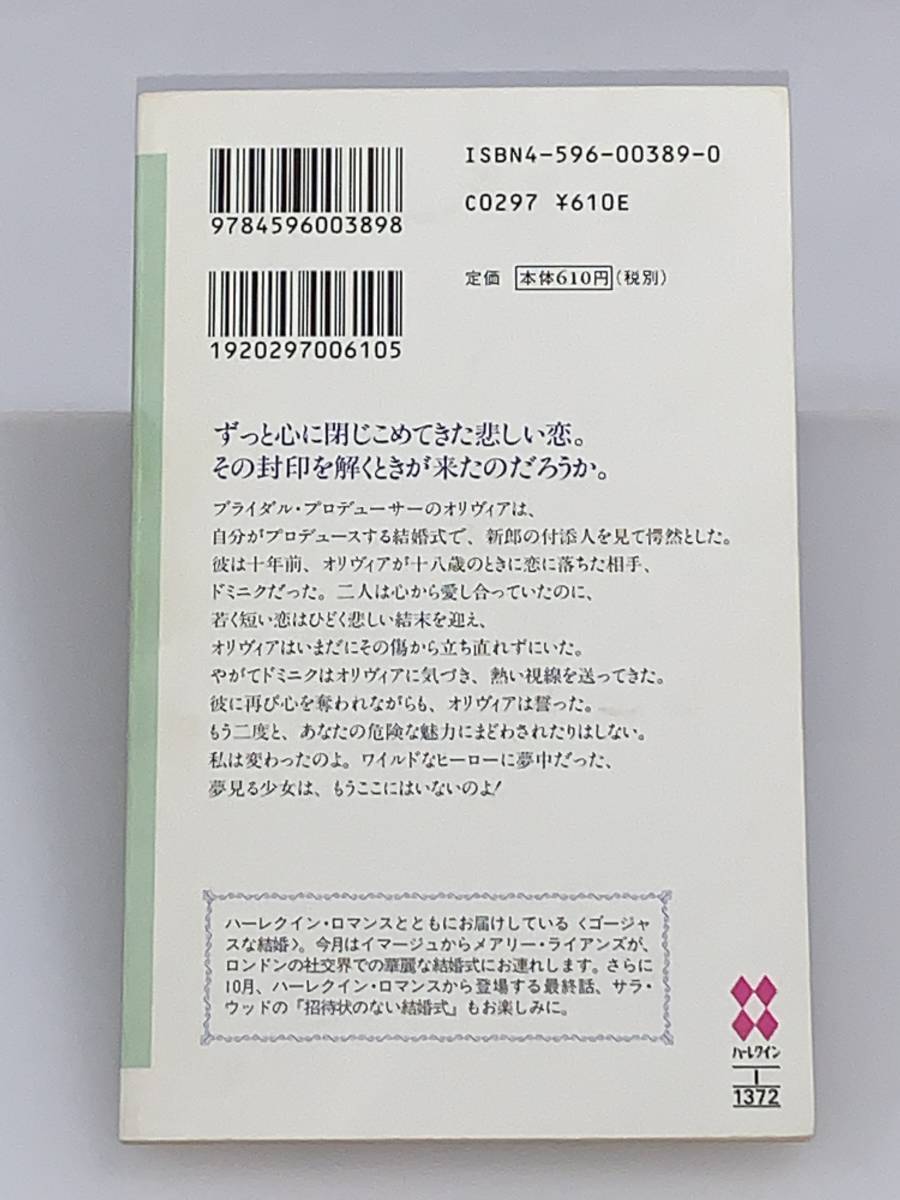 ISBN4-596-00389-0
9784596003898
C0297 ¥610E
定価 本体610円(税別)
1920297006105
ずっと心に閉じこめてきた悲しい恋。
その封印を解くときが来たのだろうか。
ブライダル・プロデューサーのオリヴィアは、
自分がプロデュースする結婚式で、新郎の付添人を見て愕然とした。
彼は十年前、オリヴィアが十八歳のときに恋に落ちた相手、
ドミニクだった。二人は心から愛し合っていたのに、
若く短い恋はひどく悲しい結末を迎え、
オリヴィアはいまだにその傷から立ち直れずにいた。
やがてドミニクはオリヴィアに気づき、熱い視線を送ってきた。
彼に再び心を奪われながらも、オリヴィアは誓った。
もう二度と、あなたの危険な魅力にまどわされたりはしない。
私は変わったのよ。ワイルドなヒーローに夢中だった、
夢見る少女は、もうここにはいないのよ!
ハーレクイン・ロマンスとともにお届けしている〈ゴージャ
スな結婚〉。今月はイマージュからメアリー・ライアンズが、
ロンドンの社交界での華麗な結婚式にお連れします。さらに
10月、ハーレクイン・ロマンスから登場する最終話、サラ・
ウッドの『招待状のない結婚式』もお楽しみに。
ハーレクイン
I
1372